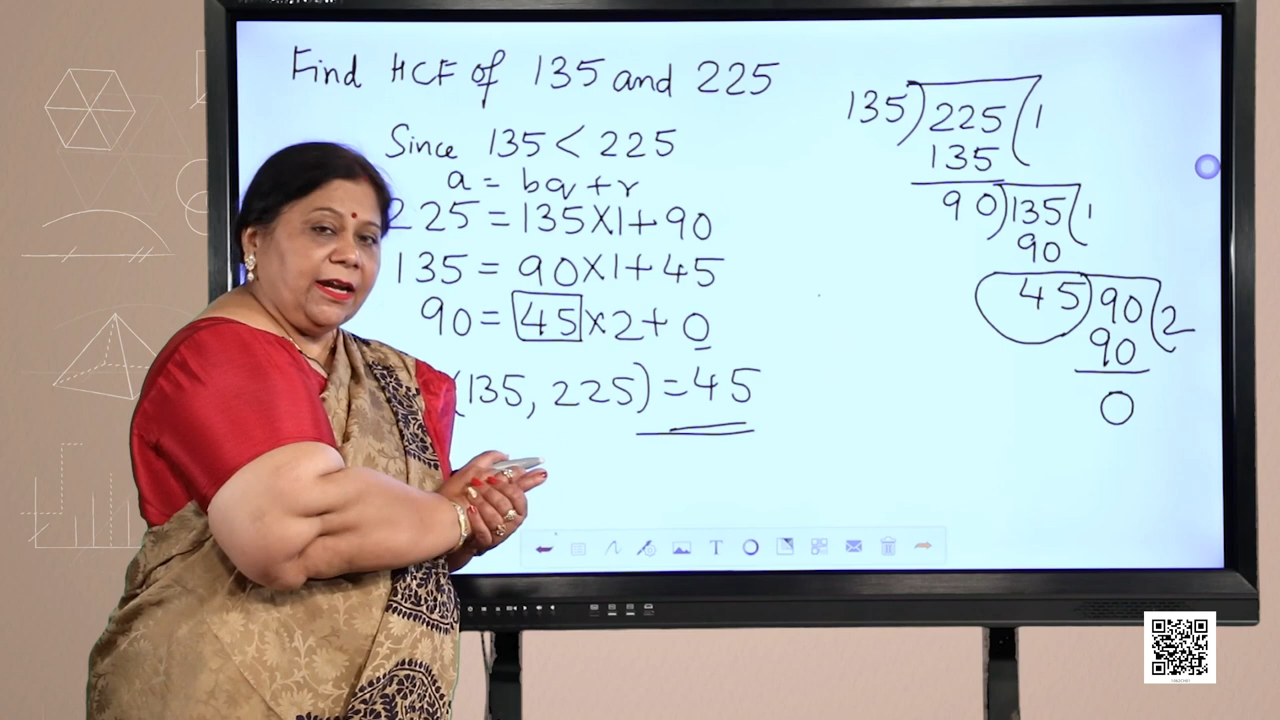 Find HCF of 135 and 225
Since 135 < 225
a = bq + r
225 = 135 X 1 + 90
135 = 90 X 1 + 45
90 = 45 X 2 + 0
(135, 225) = 45
135) 225 ( 1
135
90) 135 ( 1
90
45) 90 ( 2
90
0
T